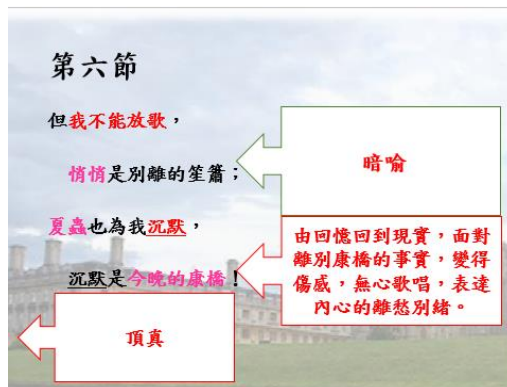 第六節
但我不能放歌，
悄悄是別離的笙簫；
夏蟲也為我沉默，
沉默是今晚的康橋！
暗喻
由回憶回到現實，面對
離別康橋的事實，變得
傷感，無心歌唱，表達
內心的離愁別緒。
頂真